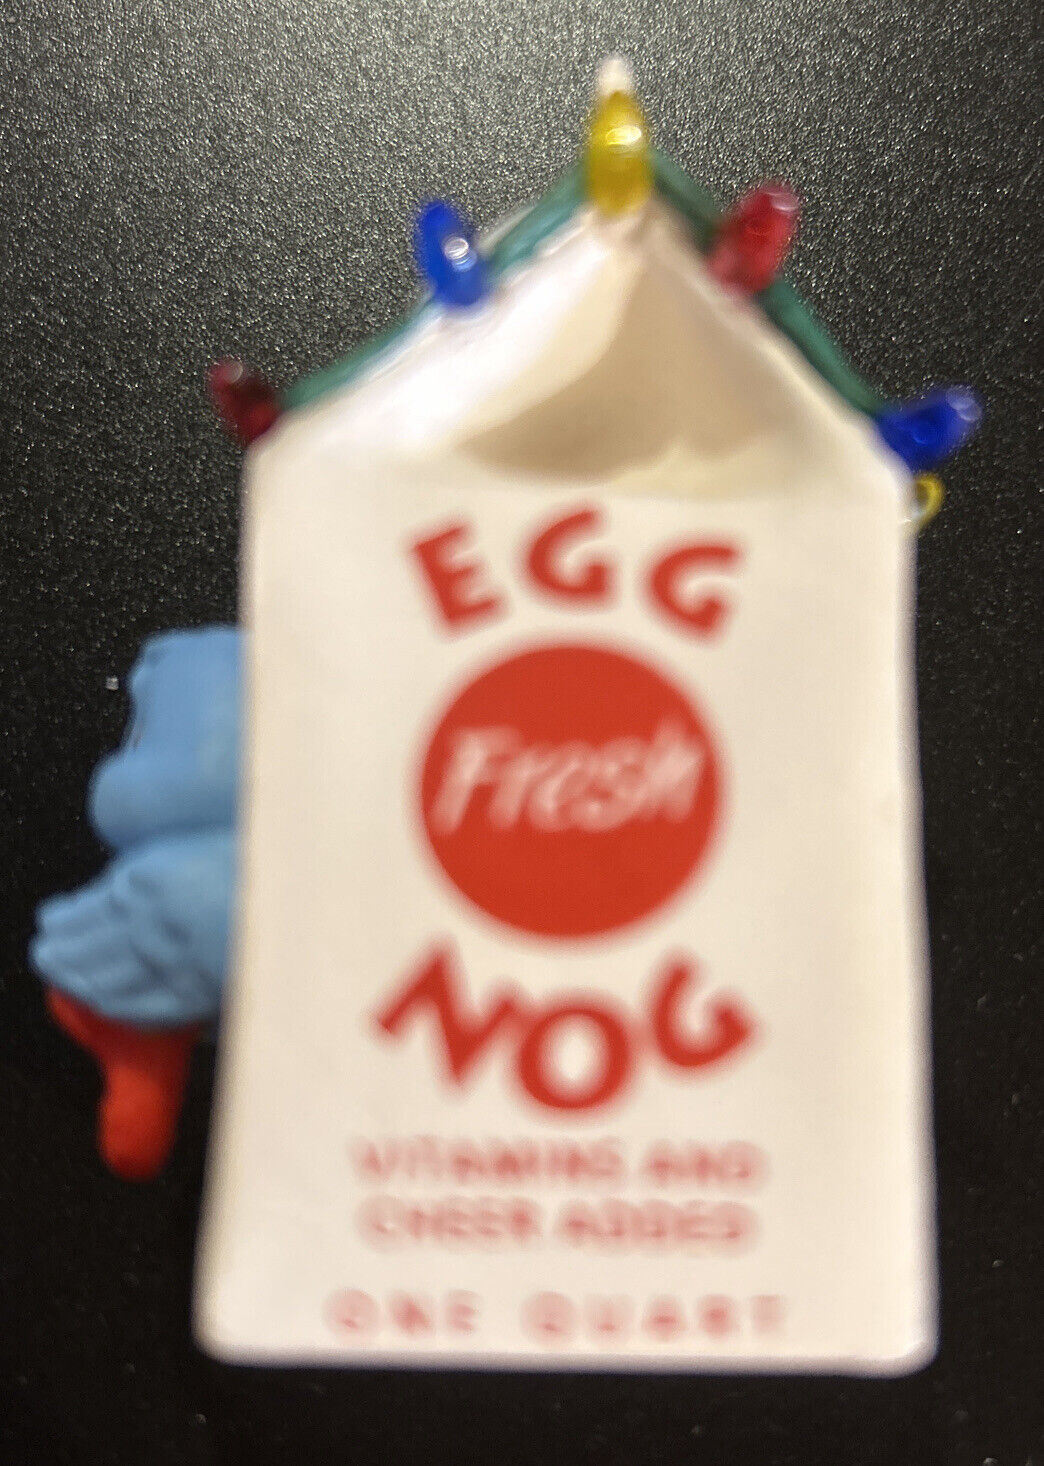 EGG
Fresh
NOG
VITAMINS AND
CHEER ADDED
ONE QUART